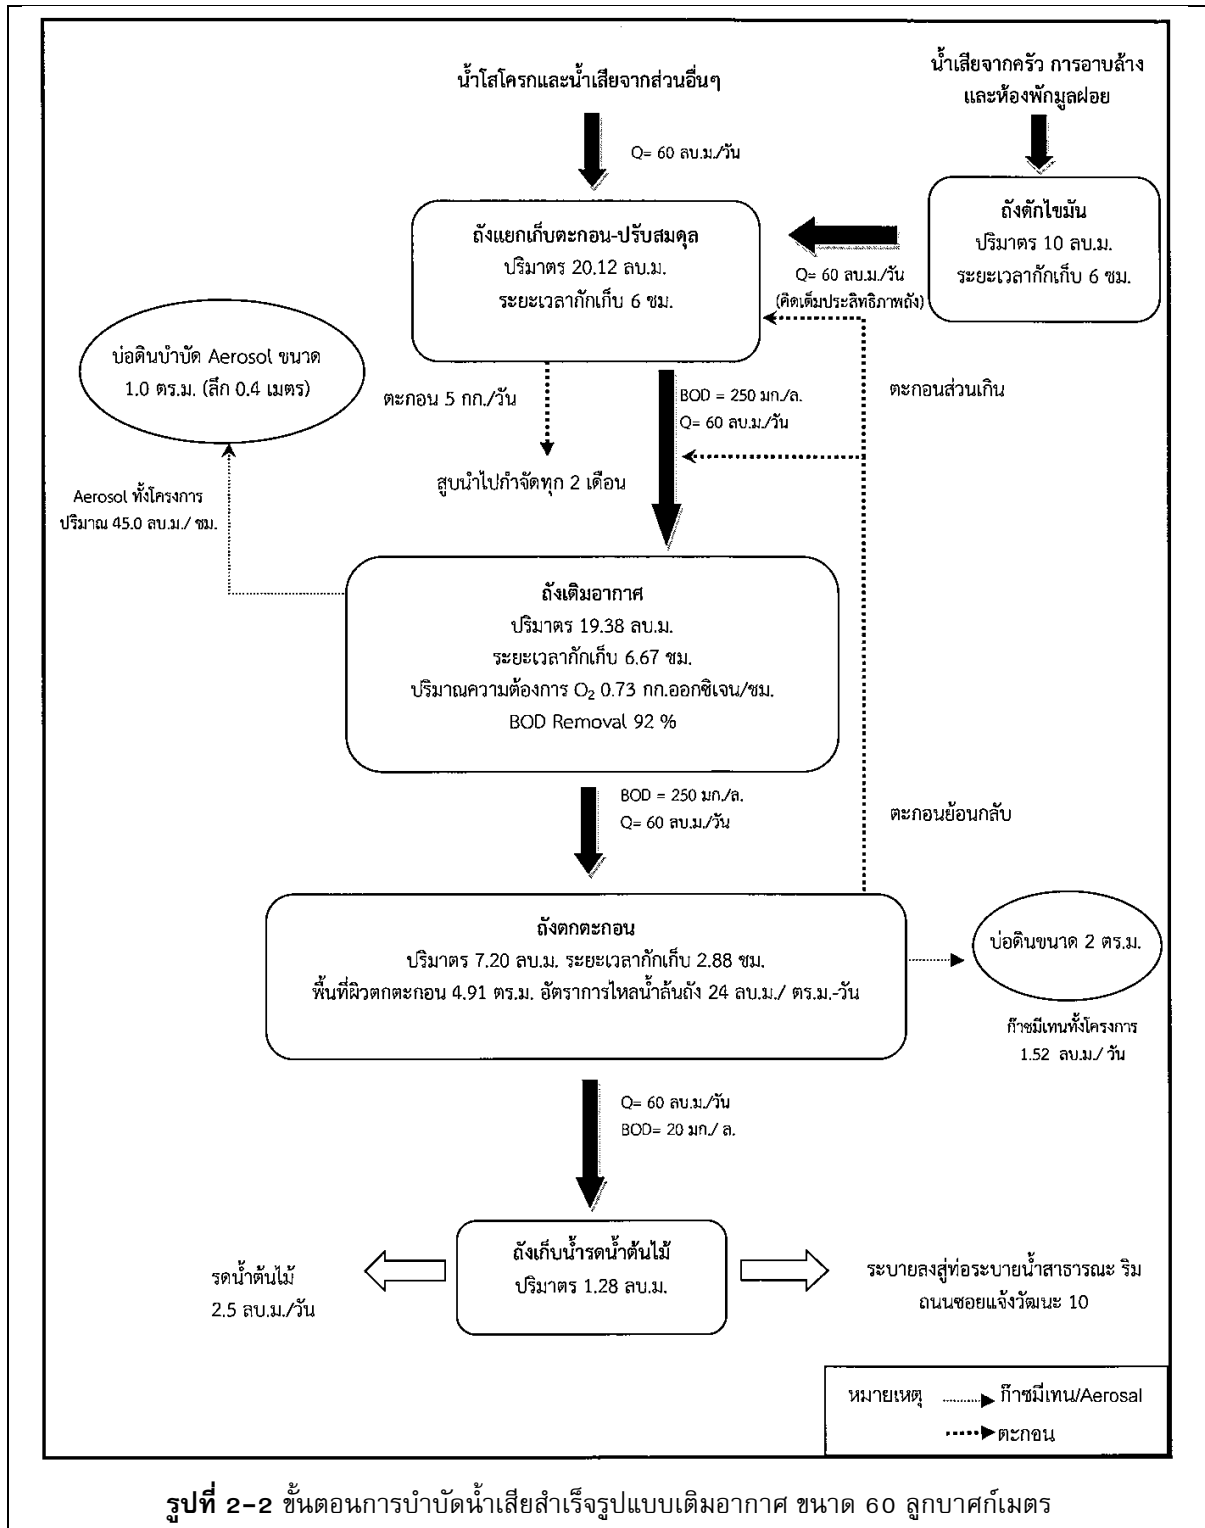 น้ำโสโครกและน้ำเสียจากส่วนอื่นๆ
น้ำเสียจากครัว การอาบล้าง
และห้องพักมูลฝอย
Q= 60 ลบ.ม./วัน
ถังดักไขมัน
ปริมาตร 10 ลบ.ม.
ระยะเวลากักเก็บ 6 ชม.
ถังแยกเก็บตะกอน-ปรับสมดุล
ปริมาตร 20.12 ลบ.ม.
ระยะเวลากักเก็บ 6 ชม.
Q= 60 ลบ.ม./วัน
(คิดเต็มประสิทธิภาพถัง)
บ่อดินบำบัด Aerosol ขนาด
1.0 ตร.ม. (ลึก 0.4 เมตร)
ตะกอน 5 กก./วัน
BOD = 250 มก./ล.
Q= 60 ลบ.ม./วัน
ตะกอนส่วนเกิน
สูบนำไปกำจัดทุก 2 เดือน
Aerosol ทั้งโครงการ
ปริมาณ 45.0 ลบ.ม./ ชม.
ถังเติมอากาศ
ปริมาตร 19.38 ลบ.ม.
ระยะเวลากักเก็บ 6.67 ชม.
ปริมาณความต้องการ O₂ 0.73 กก.ออกซิเจน/ชม.
BOD Removal 92 %
BOD = 250 มก./ล.
Q= 60 ลบ.ม./วัน
ตะกอนย้อนกลับ
ถังตกตะกอน
ปริมาตร 7.20 ลบ.ม. ระยะเวลากักเก็บ 2.88 ชม.
พื้นที่ผิวตกตะกอน 4.91 ตร.ม. อัตราการไหลน้ำล้นถัง 24 ลบ.ม./ ตร.ม.-วัน
บ่อดินขนาด 2 ตร.ม.
ก๊าซมีเทนทั้งโครงการ
1.52 ลบ.ม./ วัน
Q= 60 ลบ.ม./วัน
BOD= 20 มก./ ล.
ถังเก็บน้ำรดน้ำต้นไม้
ปริมาตร 1.28 ลบ.ม.
รดน้ำต้นไม้
2.5 ลบ.ม./วัน
ระบายลงสู่ท่อระบายน้ำสาธารณะ ริม
ถนนซอยแจ้งวัฒนะ 10
หมายเหตุ ก๊าซมีเทน/Aerosal
ตะกอน
รูปที่ 2-2 ขั้นตอนการบำบัดน้ำเสียสำเร็จรูปแบบเติมอากาศ ขนาด 60 ลูกบาศก์เมตร